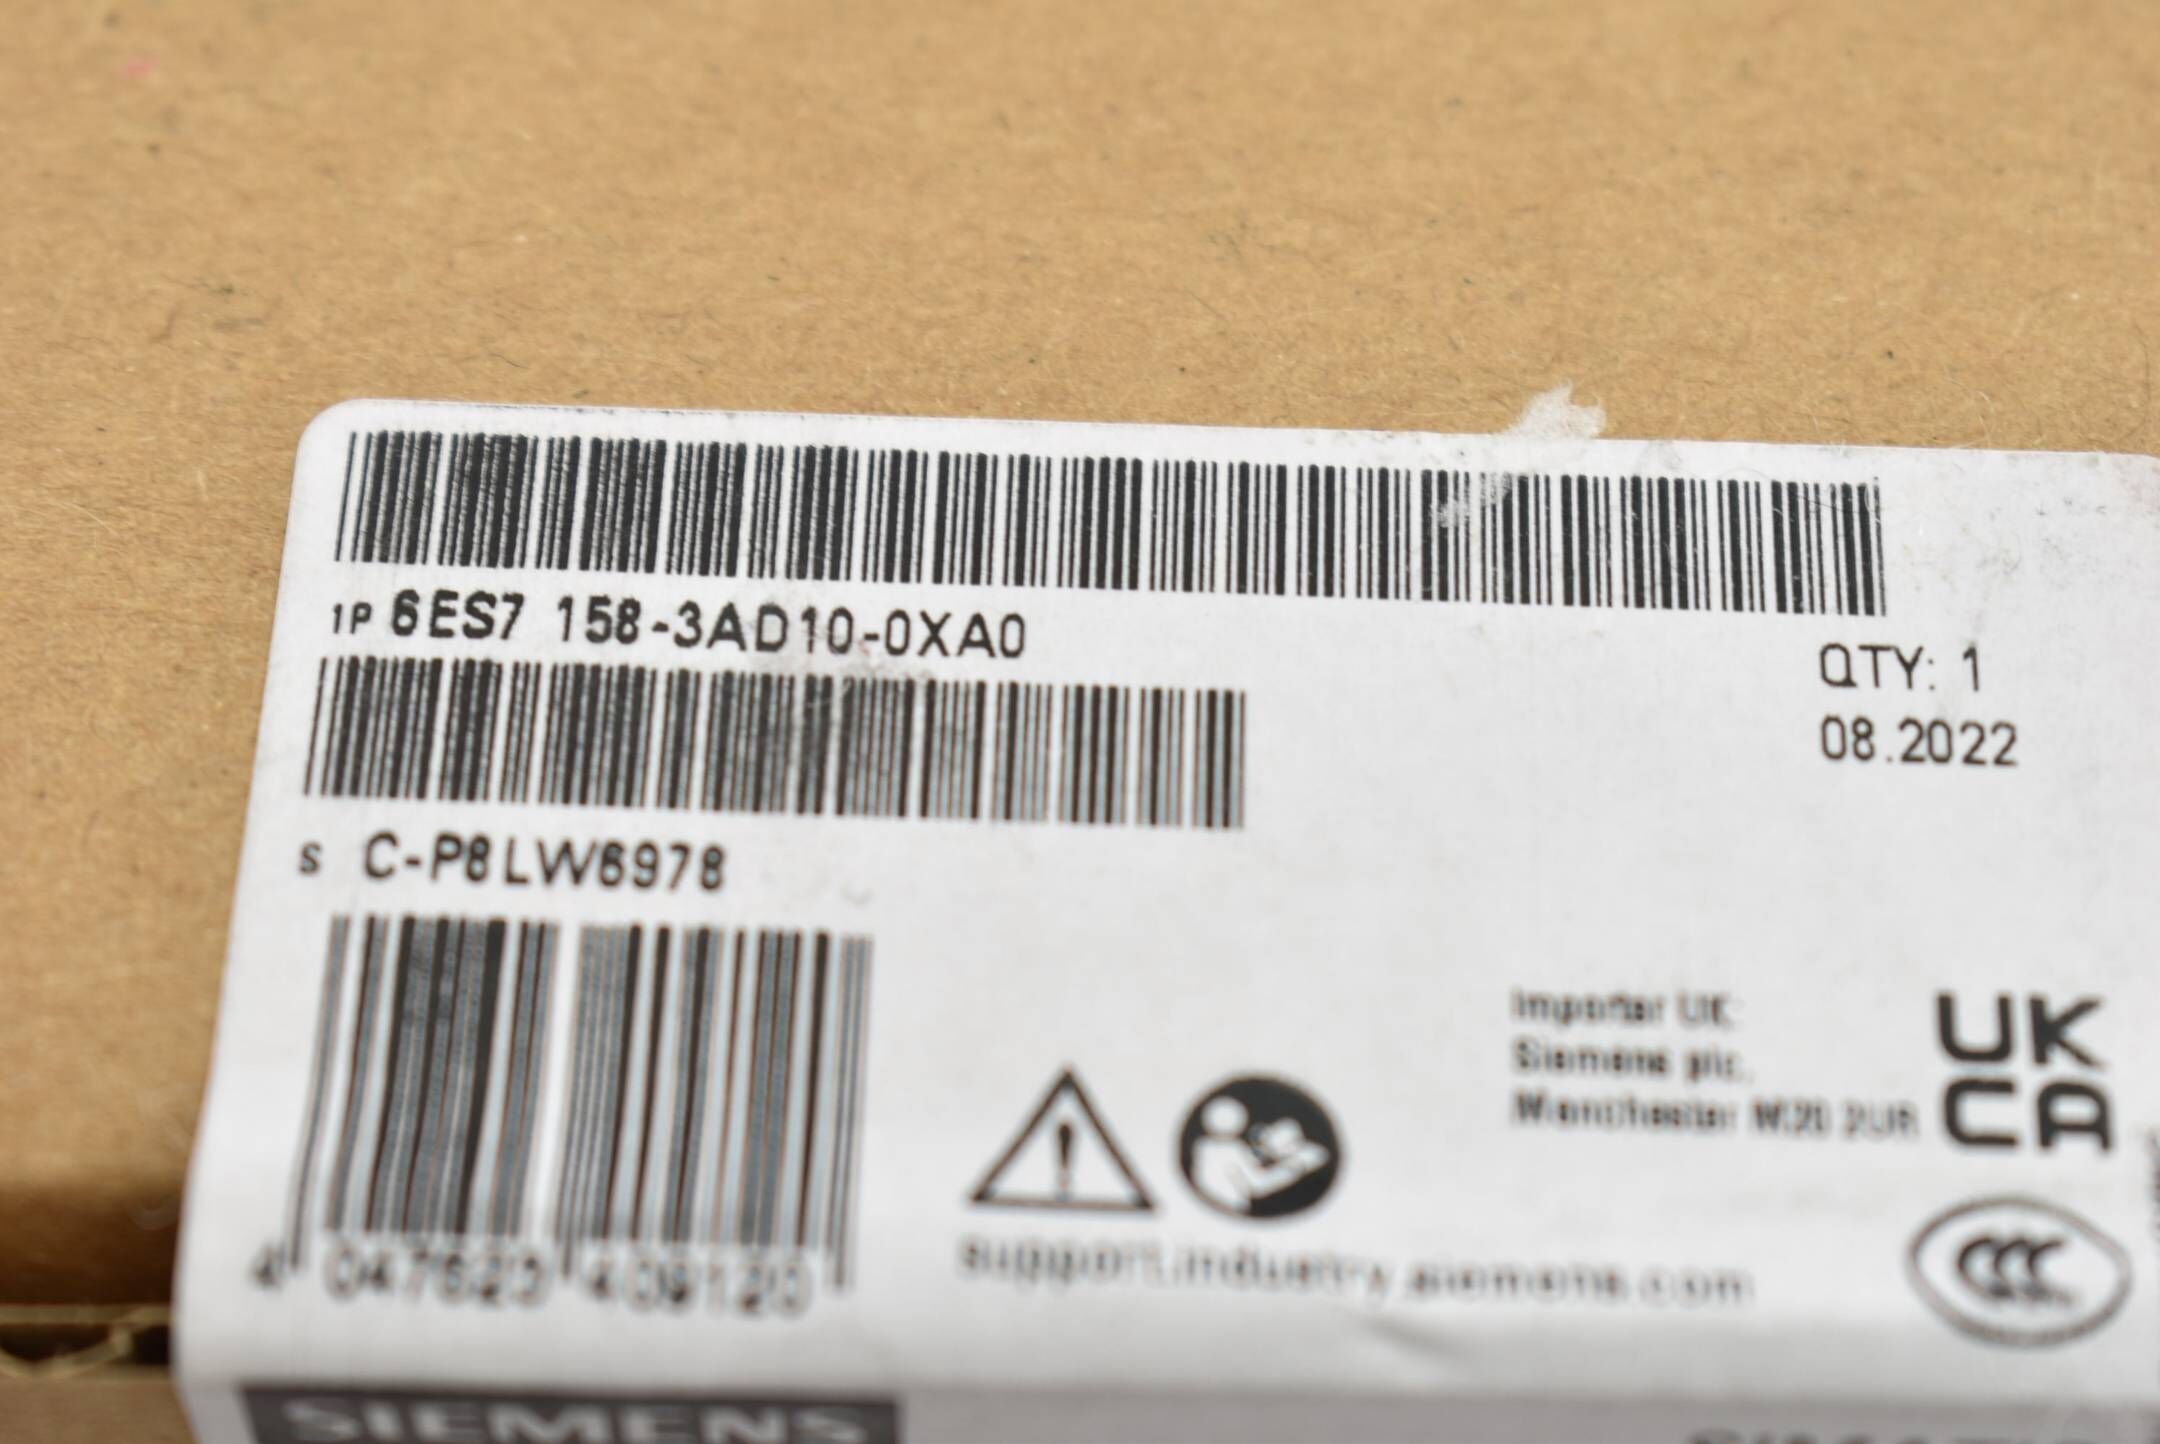 1P 6ES7 158-3AD10-0XA0
QTY: 1
08.2022
S C-P8LW6978
Importer UK:
Siemens plc.,
Manchester M20 2UR
UK
CA
4 047623 409120
support.industry.siemens.com
CCC
SIEMENS